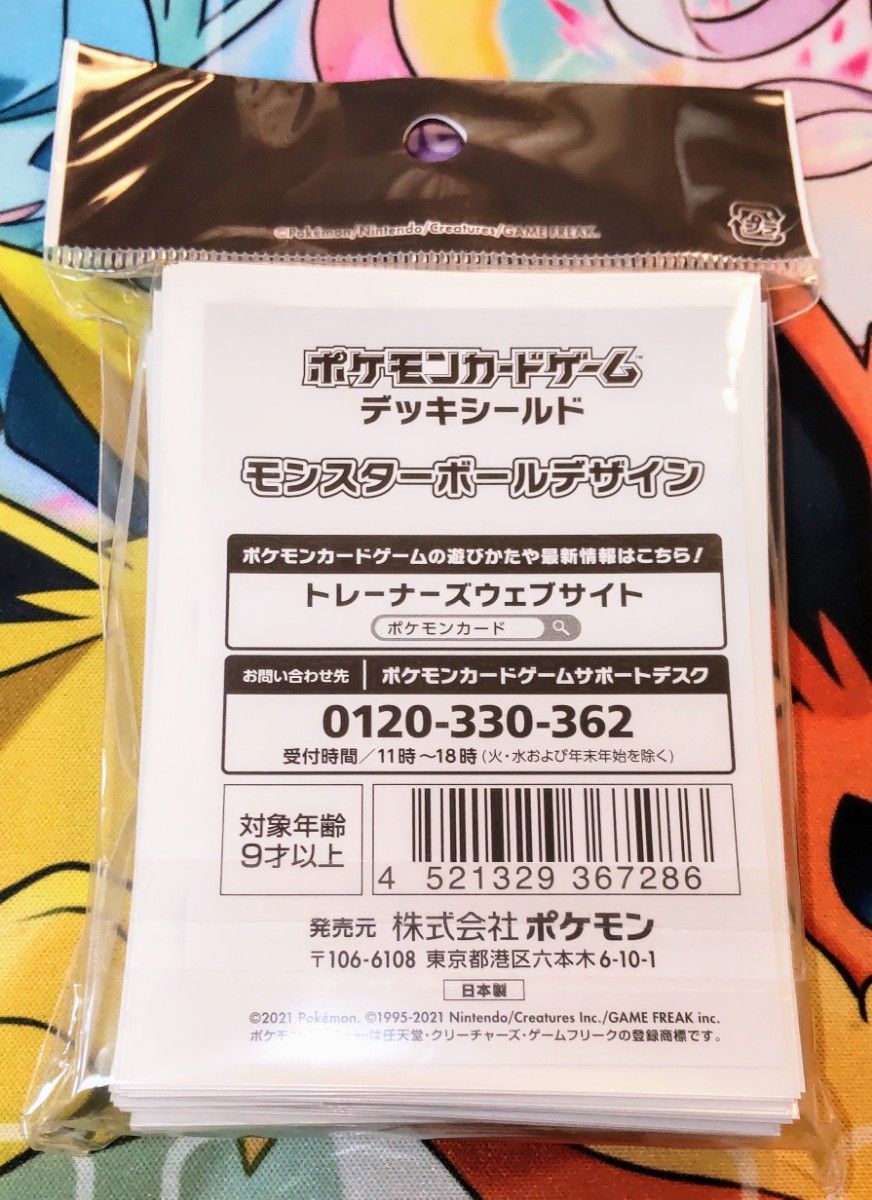 ©Pokémon/Nintendo/Creatures/GAME FREAK.
プラ
ポケモンカードゲーム™
デッキシールド
モンスターボールデザイン
ポケモンカードゲームの遊びかたや最新情報はこちら!
トレーナーズウェブサイト
ポケモンカード
お問い合わせ先 ポケモンカードゲームサポートデスク
0120-330-362
受付時間/11時~18時(火・水および年末年始を除く)
対象年齢
9才以上
4 521329 367286
発売元 株式会社ポケモン
〒106-6108 東京都港区六本木6-10-1
日本製
©2021 Pokémon. ©1995-2021 Nintendo/Creatures Inc./GAME FREAK inc.
は任天堂・クリーチャーズ・ゲームフリークの登録商標です。